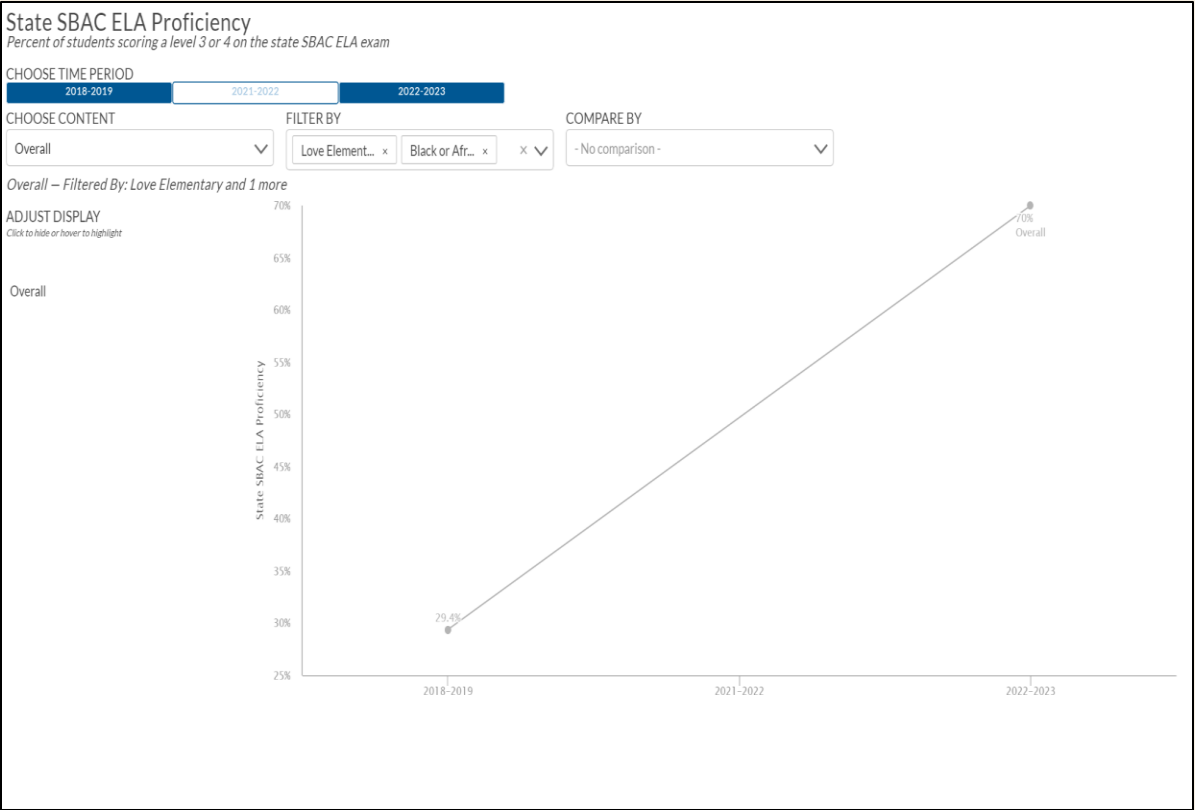 State SBAC ELA Proficiency
Percent of students scoring a level 3 or 4 on the state SBAC ELA exam
CHOOSE TIME PERIOD
2018-2019 2021-2022 2022-2023
CHOOSE CONTENT FILTER BY COMPARE BY
Overall Love Element... × Black or Afr... × × - No comparison -
Overall — Filtered By: Love Elementary and 1 more
ADJUST DISPLAY
Click to hide or hover to highlight
Overall
State SBAC ELA Proficiency
70%
65%
60%
55%
50%
45%
40%
35%
30%
25%
29.4%
70%
Overall
2018-2019 2021-2022 2022-2023